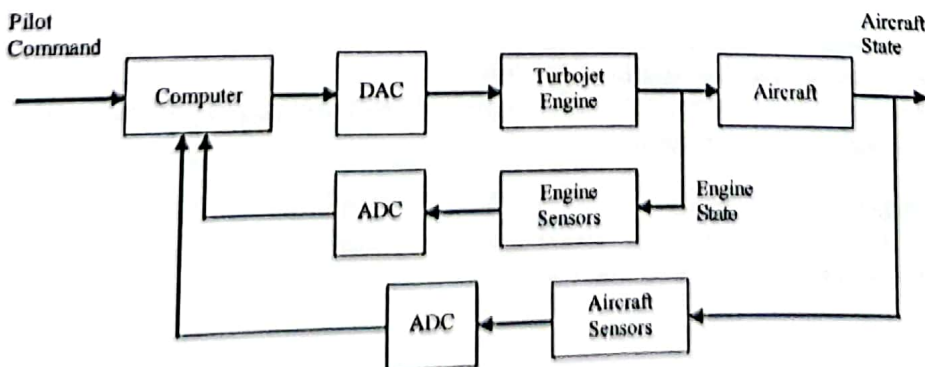 Pilot
Command
Aircraft
State
Computer
DAC
Turbojet
Engine
Aircraft
ADC
Engine
Sensors
Engine
State
ADC
Aircraft
Sensors